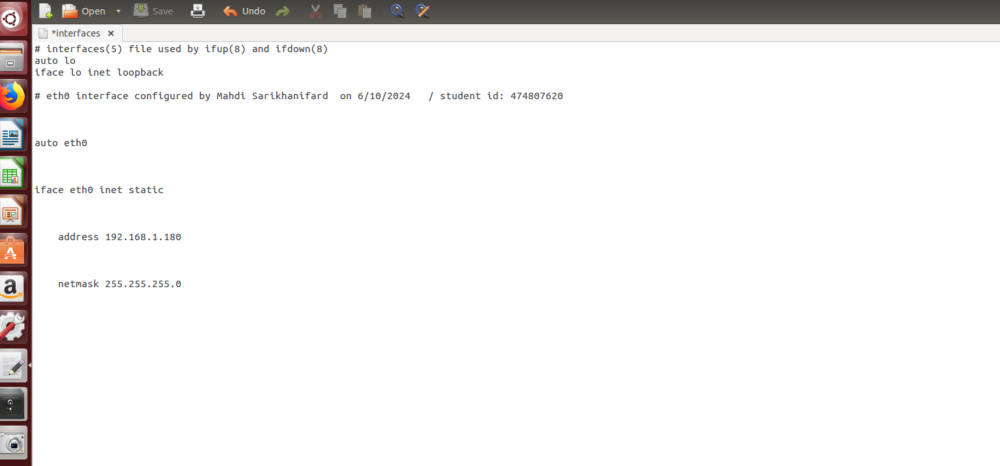 Open Save Undo
*interfaces
# interfaces(5) file used by ifup(8) and ifdown(8)
auto lo
iface lo inet loopback
# eth0 interface configured by Mahdi Sarikhanifard  on 6/10/2024   / student id: 474807620
auto eth0
iface eth0 inet static
    address 192.168.1.180
    netmask 255.255.255.0